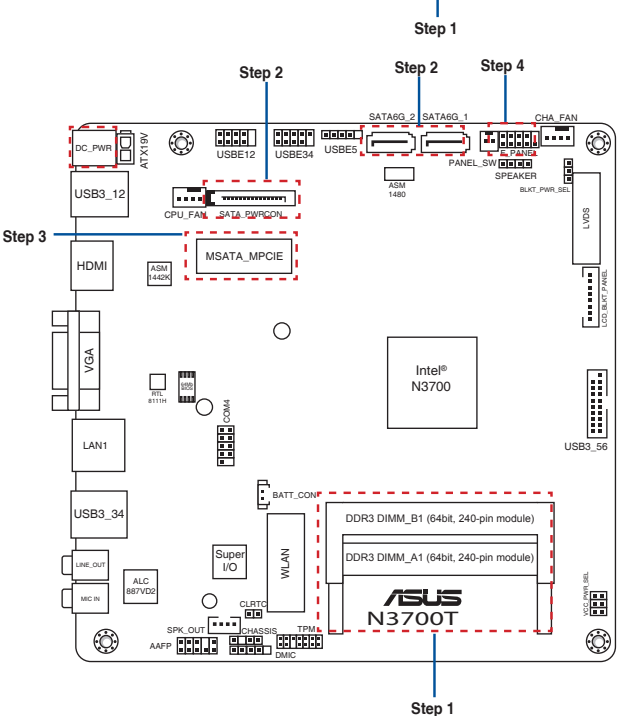 Step 1
Step 2
Step 2
Step 4
SATA6G_2 SATA6G_1
CHA_FAN
DC_PWR
ATX19V
USBE12
USBE34
USBE5
PANEL_SW
F_PANEL
SPEAKER
BLKT_PWR_SEL
ASM
1480
USB3_12
CPU_FAN
SATA_PWRCON
LVDS
Step 3
MSATA_MPCIE
HDMI
ASM
1442K
LCD_BLKT_PANEL
VGA
Intel®
N3700
RTL
8111H
64Mb
BIOS
COM4
LAN1
USB3_56
BATT_CON
USB3_34
DDR3 DIMM_B1 (64bit, 240-pin module)
DDR3 DIMM_A1 (64bit, 240-pin module)
Super
I/O
WLAN
LINE_OUT
ALC
887VD2
MIC IN
ASUS
N3700T
VCC_PWR_SEL
CLRTC
SPK_OUT
CHASSIS
TPM
AAFP
DMIC
Step 1